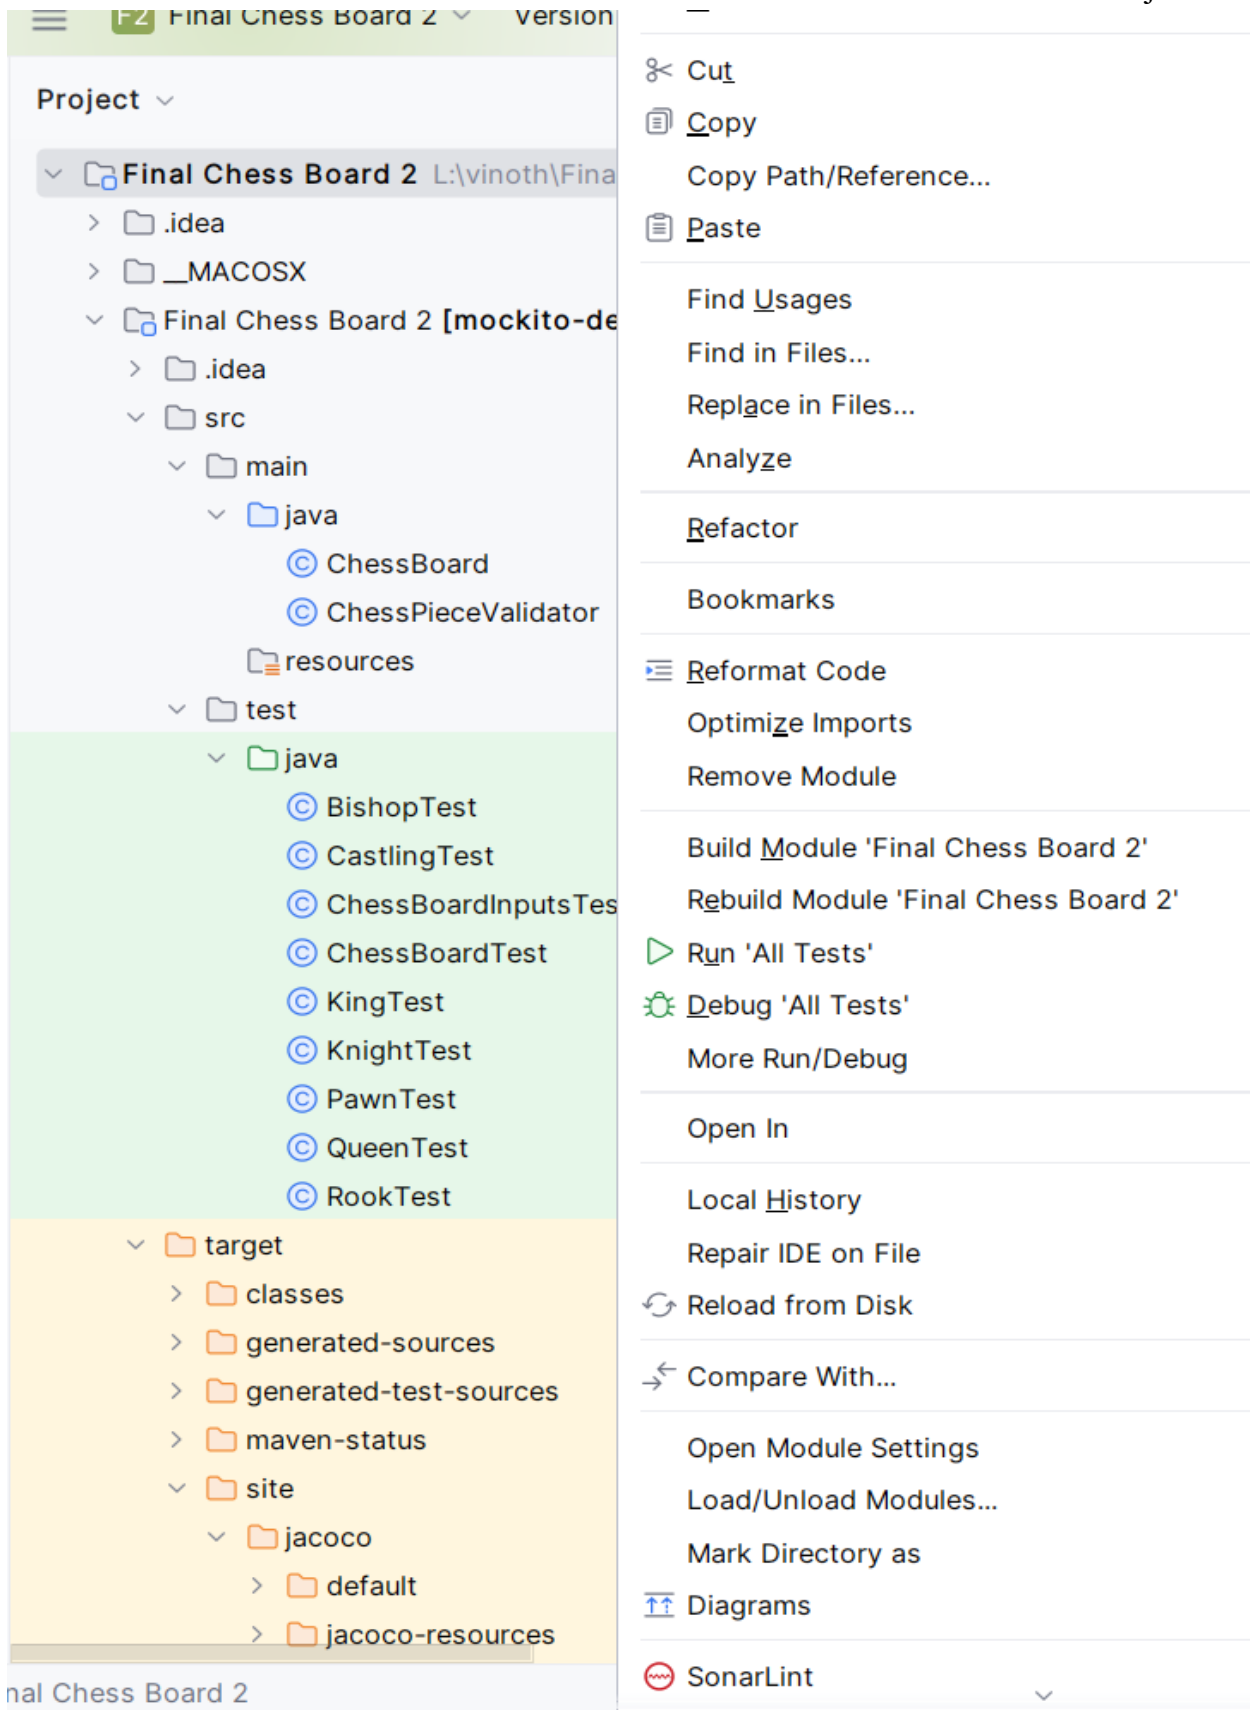 F2 Final Chess Board 2 Version
Project
Final Chess Board 2 L:\vinoth\Fina
.idea
__MACOSX
Final Chess Board 2 [mockito-de
.idea
src
main
java
ChessBoard
ChessPieceValidator
resources
test
java
BishopTest
CastlingTest
ChessBoardInputsTes
ChessBoardTest
KingTest
KnightTest
PawnTest
QueenTest
RookTest
target
classes
generated-sources
generated-test-sources
maven-status
site
jacoco
default
jacoco-resources
nal Chess Board 2
Cut
Copy
Copy Path/Reference...
Paste
Find Usages
Find in Files...
Replace in Files...
Analyze
Refactor
Bookmarks
Reformat Code
Optimize Imports
Remove Module
Build Module 'Final Chess Board 2'
Rebuild Module 'Final Chess Board 2'
Run 'All Tests'
Debug 'All Tests'
More Run/Debug
Open In
Local History
Repair IDE on File
Reload from Disk
Compare With...
Open Module Settings
Load/Unload Modules...
Mark Directory as
Diagrams
SonarLint